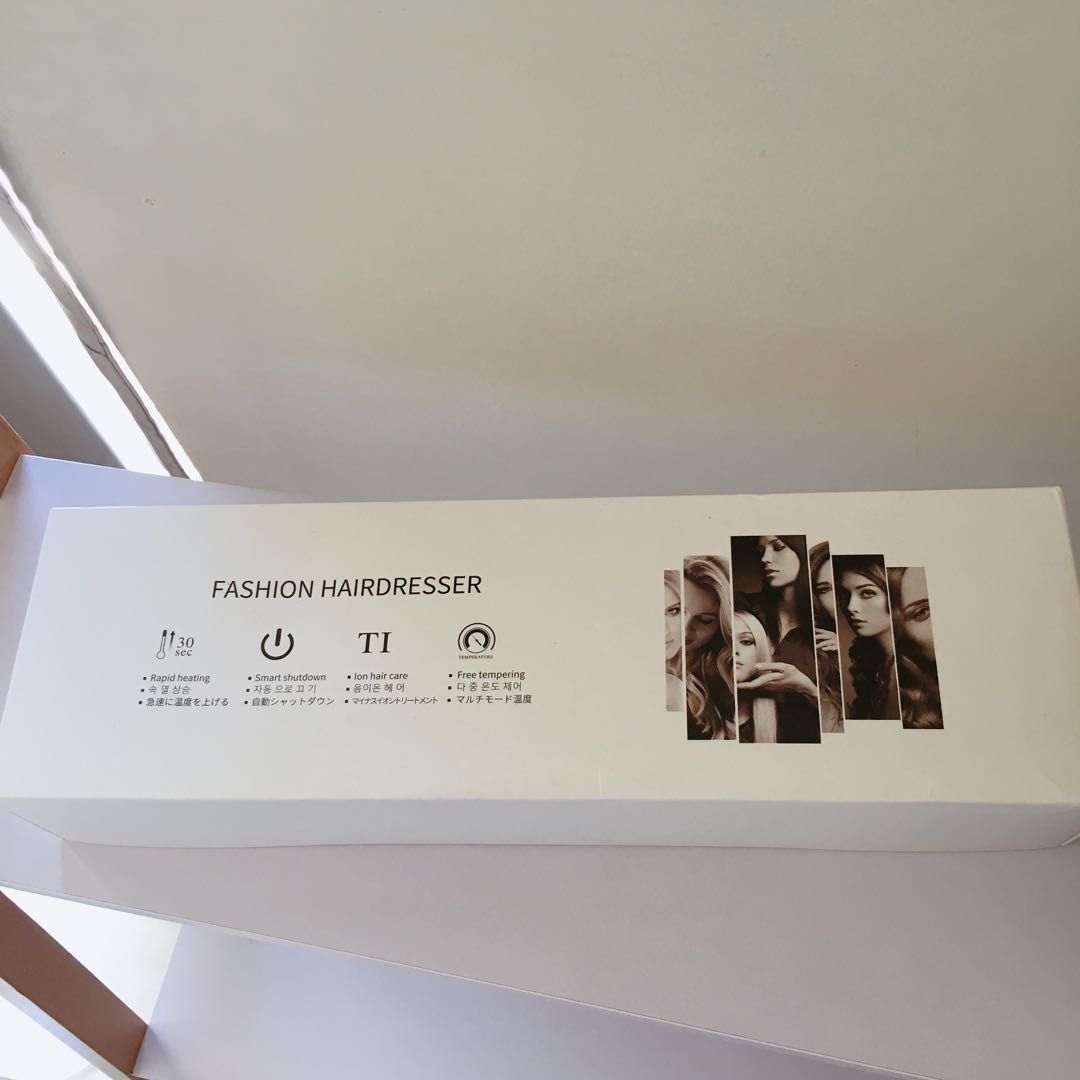 FASHION HAIRDRESSER
30
sec
TI
TEMPERATURE
▪ Rapid heating
▪ 속 열 상승
▪ 急速に温度を上げる
▪ Smart shutdown
▪ 자동 으로 끄 기
▪ 自動シャットダウン
▪ Ion hair care
▪ 음이온 헤 어
▪ マイナスイオントリートメント
▪ Free tempering
▪ 다 중 온도 제어
▪ マルチモード温度